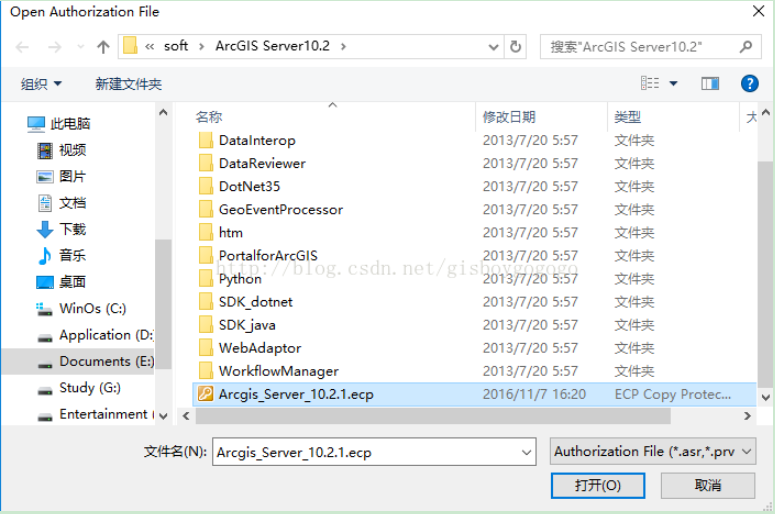 Open Authorization File
« soft › ArcGIS Server10.2 ›
搜索"ArcGIS Server10.2"
组织
新建文件夹
此电脑
视频
图片
文档
下载
音乐
桌面
WinOs (C:)
Application (D:
Documents (E:)
Study (G:)
Entertainment (
名称 修改日期 类型 大
DataInterop 2013/7/20 5:57 文件夹
DataReviewer 2013/7/20 5:57 文件夹
DotNet35 2013/7/20 5:57 文件夹
GeoEventProcessor 2013/7/20 5:57 文件夹
htm 2013/7/20 5:57 文件夹
PortalforArcGIS 2013/7/20 5:57 文件夹
http://blog.csdn.net/gisboygogogo
Python 2013/7/20 5:57 文件夹
SDK_dotnet 2013/7/20 5:57 文件夹
SDK_java 2013/7/20 5:57 文件夹
WebAdaptor 2013/7/20 5:57 文件夹
WorkflowManager 2013/7/20 5:57 文件夹
Arcgis_Server_10.2.1.ecp 2016/11/7 16:20 ECP Copy Protec...
文件名(N): Arcgis_Server_10.2.1.ecp
Authorization File (*.asr,*.prv
打开(O)
取消